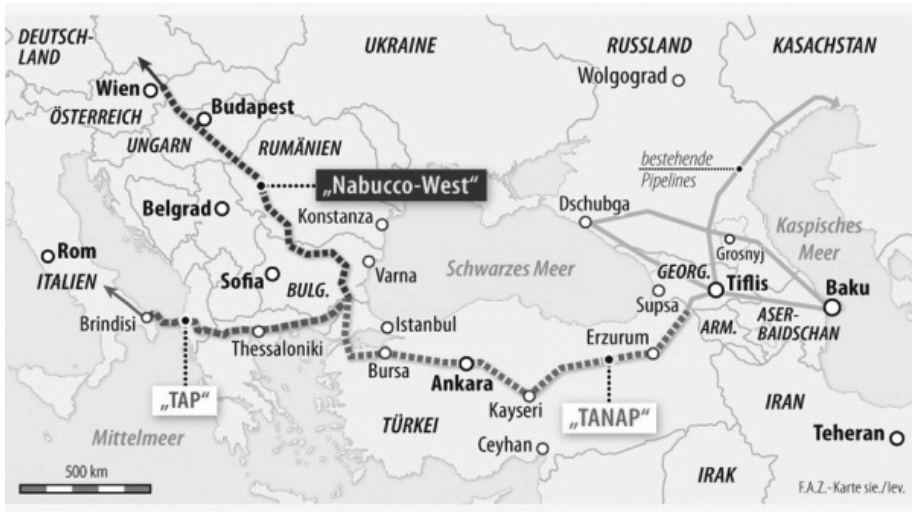 DEUTSCH-
LAND
UKRAINE
RUSSLAND
KASACHSTAN
Wolgograd
Wien
ÖSTERREICH
Budapest
UNGARN
RUMÄNIEN
bestehende
Pipelines
„Nabucco-West“
Belgrad
Konstanza
Dschubga
Grosnyj
Kaspisches
Meer
Rom
ITALIEN
Sofia
BULG.
Varna
Schwarzes Meer
GEORG.
Tiflis
Supsa
Baku
ASER-
BAIDSCHAN
ARM.
Brindisi
Thessaloniki
Istanbul
Bursa
Ankara
Erzurum
Kayseri
„TAP“
„TANAP“
TÜRKEI
Ceyhan
IRAN
Teheran
Mittelmeer
IRAK
500 km
F.A.Z.-Karte sie./lev.